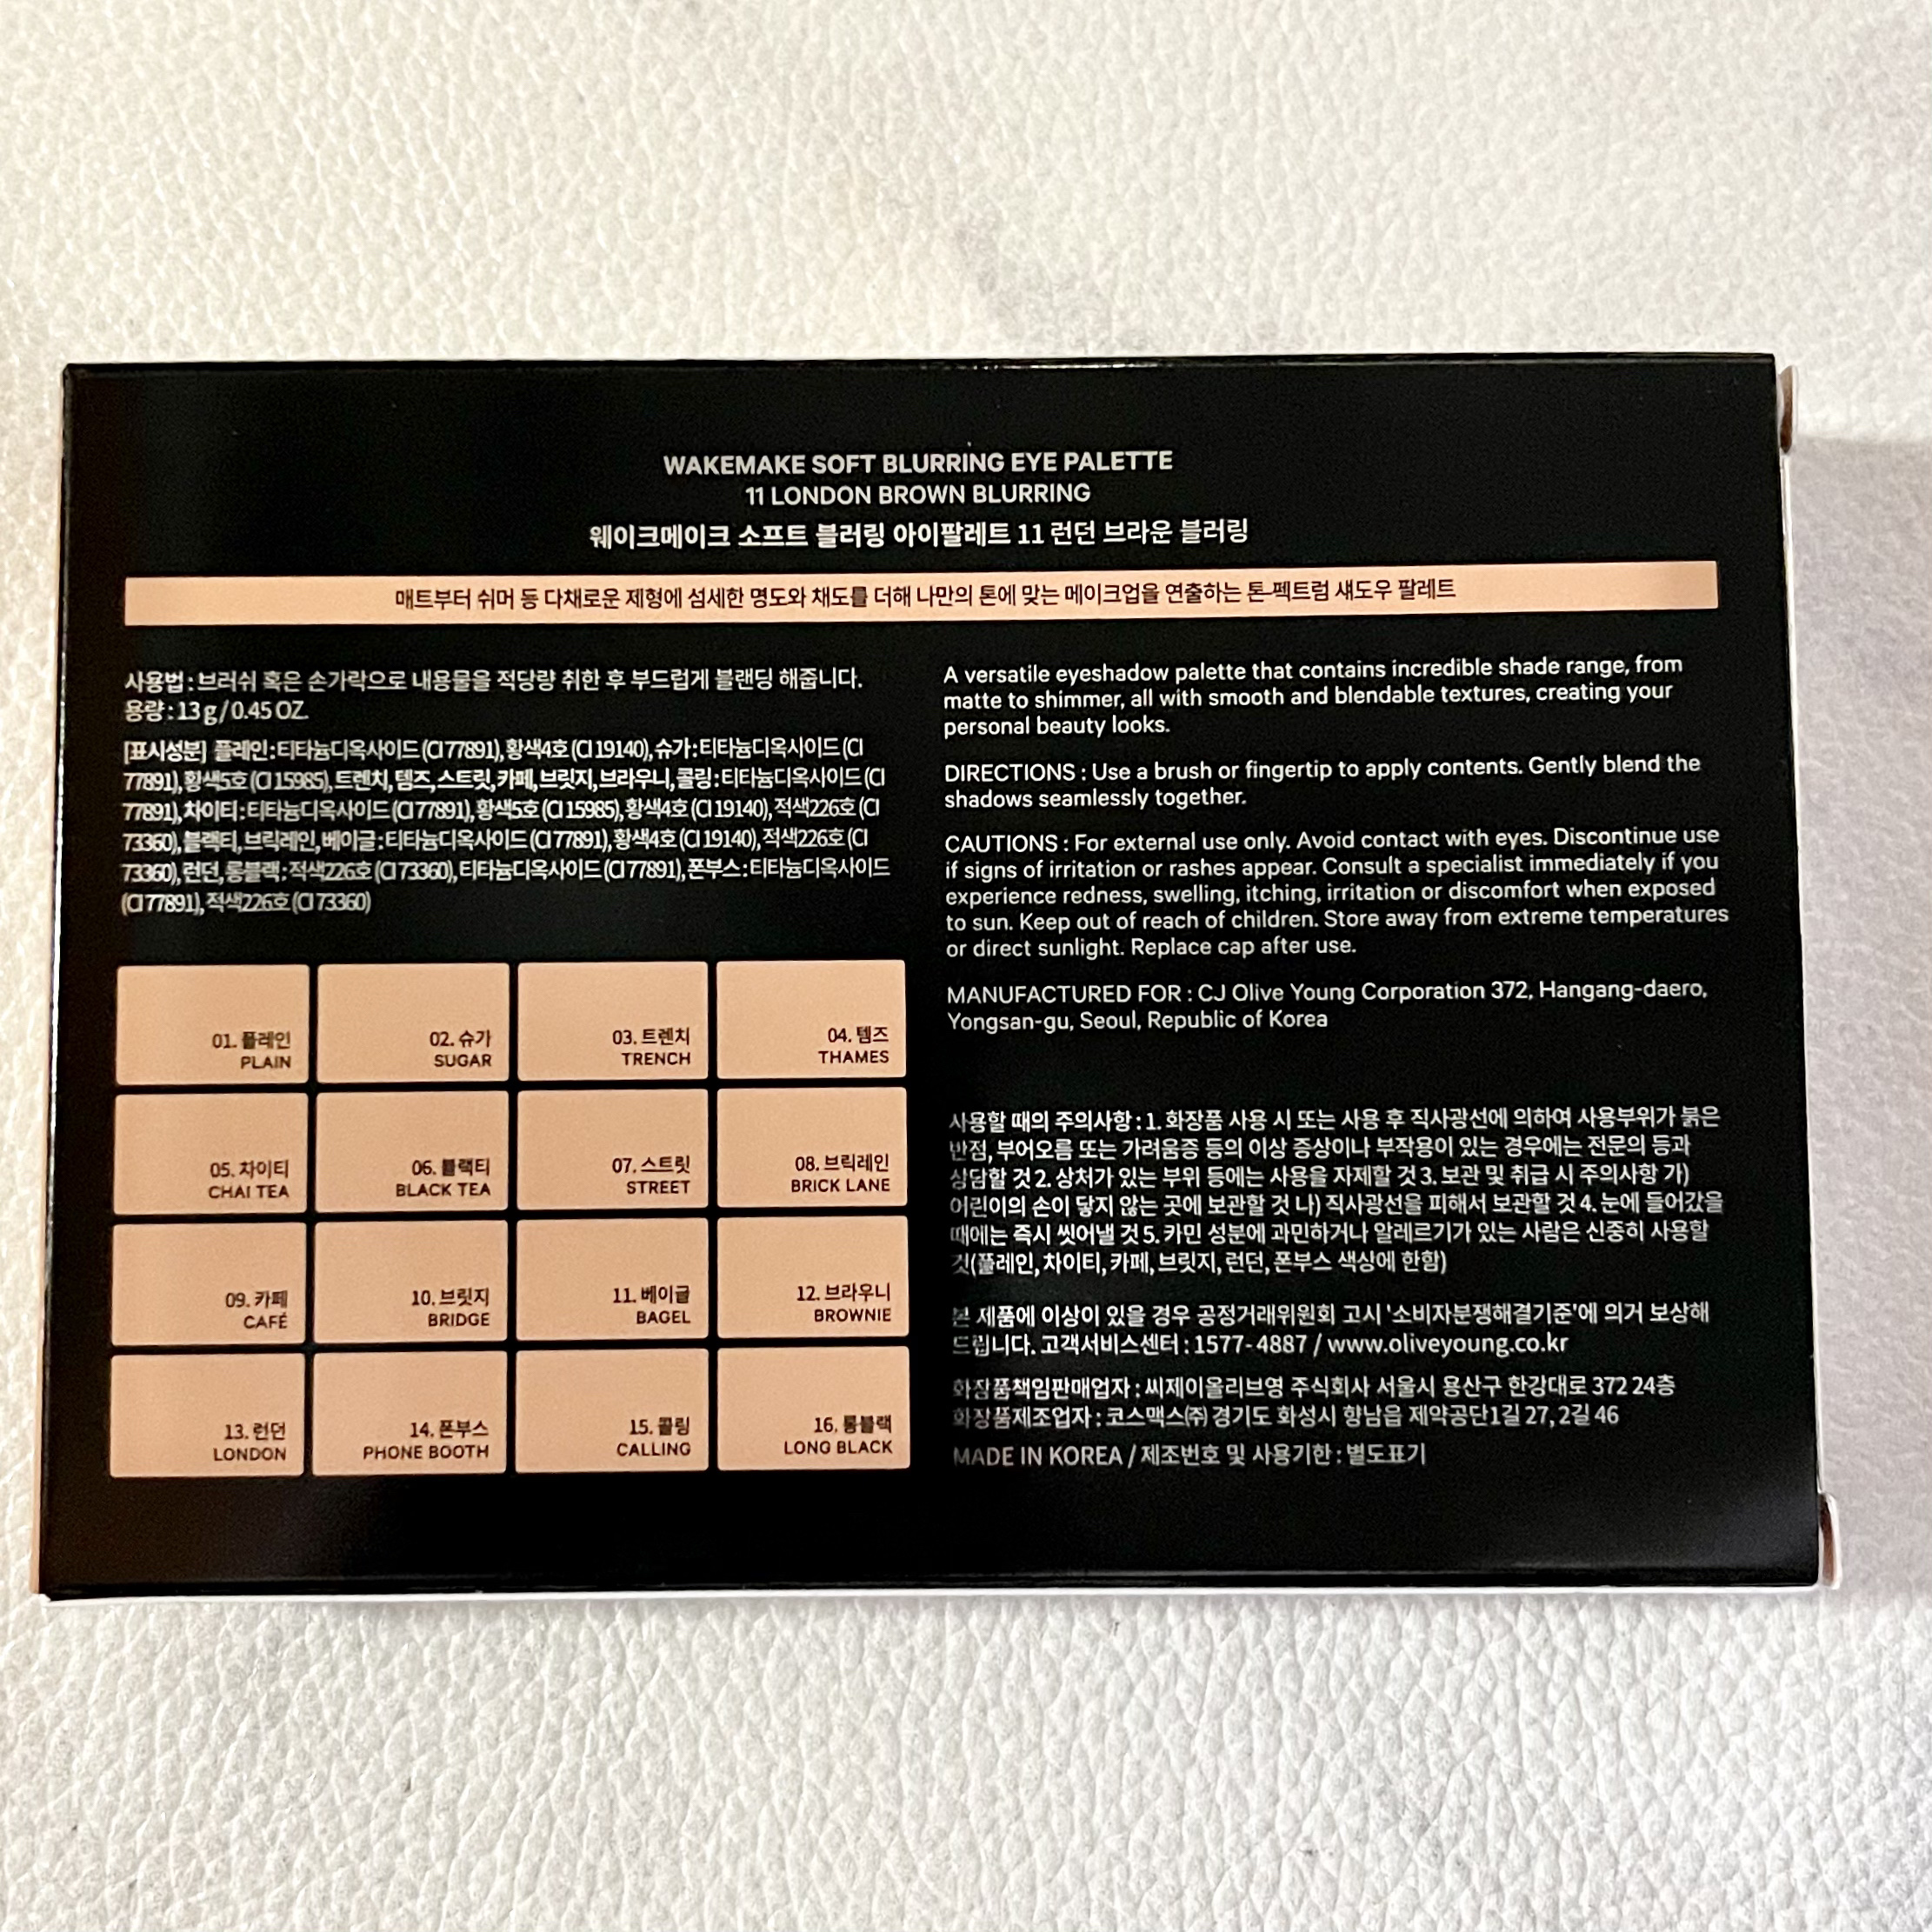 WAKEMAKE SOFT BLURRING EYE PALETTE
11 LONDON BROWN BLURRING
웨이크메이크 소프트 블러링 아이팔레트 11 런던 브라운 블러링
매트부터 쉬머 등 다채로운 제형에 섬세한 명도와 채도를 더해 나만의 톤에 맞는 메이크업을 연출하는 톤-펙트럼 섀도우 팔레트
사용법 : 브러쉬 혹은 손가락으로 내용물을 적당량 취한 후 부드럽게 블랜딩 해줍니다.
용량 : 13 g / 0.45 OZ.
[표시성분] 플레인 : 티타늄디옥사이드 (CI 77891), 황색4호 (CI 19140), 슈가 : 티타늄디옥시이드 (CI
77891), 황색5호 (CI 15985), 트렌치, 템즈, 스트릿, 카페, 브릿지, 브라우니, 콜링 : 티타늄디옥사이드 (CI
77891), 차이티 : 티타늄디옥사이드 (CI 77891), 황색5호 (CI 15985), 황색4호 (CI 19140), 적색226호 (CI
73360), 블랙티, 브릭레인, 베이글 : 티타늄디옥사이드 (CI 77891), 황색4호 (CI 19140), 적색226호 (CI
73360), 런던, 롱블랙 : 적색226호 (CI 73360), 티타늄디옥사이드 (CI 77891), 폰부스 : 티타늄디옥사이드
(CI 77891), 적색226호 (CI 73360)
01. 플레인
PLAIN
02. 슈가
SUGAR
03. 트렌치
TRENCH
04. 템즈
THAMES
05. 차이티
CHAI TEA
06. 블랙티
BLACK TEA
07. 스트릿
STREET
08. 브릭레인
BRICK LANE
09. 카페
CAFÉ
10. 브릿지
BRIDGE
11. 베이글
BAGEL
12. 브라우니
BROWNIE
13. 런던
LONDON
14. 폰부스
PHONE BOOTH
15. 콜링
CALLING
16. 롱블랙
LONG BLACK
A versatile eyeshadow palette that contains incredible shade range, from
matte to shimmer, all with smooth and blendable textures, creating your
personal beauty looks.
DIRECTIONS : Use a brush or fingertip to apply contents. Gently blend the
shadows seamlessly together.
CAUTIONS : For external use only. Avoid contact with eyes. Discontinue use
if signs of irritation or rashes appear. Consult a specialist immediately if you
experience redness, swelling, itching, irritation or discomfort when exposed
to sun. Keep out of reach of children. Store away from extreme temperatures
or direct sunlight. Replace cap after use.
MANUFACTURED FOR : CJ Olive Young Corporation 372, Hangang-daero,
Yongsan-gu, Seoul, Republic of Korea
사용할 때의 주의사항 : 1. 화장품 사용 시 또는 사용 후 직사광선에 의하여 사용부위가 붉은
반점, 부어오름 또는 가려움증 등의 이상 증상이나 부작용이 있는 경우에는 전문의 등과
상담할 것 2. 상처가 있는 부위 등에는 사용을 자제할 것 3. 보관 및 취급 시 주의사항 가)
어린이의 손이 닿지 않는 곳에 보관할 것 나) 직사광선을 피해서 보관할 것 4. 눈에 들어갔을
때에는 즉시 씻어낼 것 5. 카민 성분에 과민하거나 알레르기가 있는 사람은 신중히 사용할
것(플레인, 차이티, 카페, 브릿지, 런던, 폰부스 색상에 한함)
본 제품에 이상이 있을 경우 공정거래위원회 고시 '소비자분쟁해결기준'에 의거 보상해
드립니다. 고객서비스센터 : 1577- 4887 / www.oliveyoung.co.kr
화장품책임판매업자 : 씨제이올리브영 주식회사 서울시 용산구 한강대로 372 24층
화장품제조업자 : 코스맥스㈜ 경기도 화성시 향남읍 제약공단1길 27, 2길 46
MADE IN KOREA / 제조번호 및 사용기한 : 별도표기